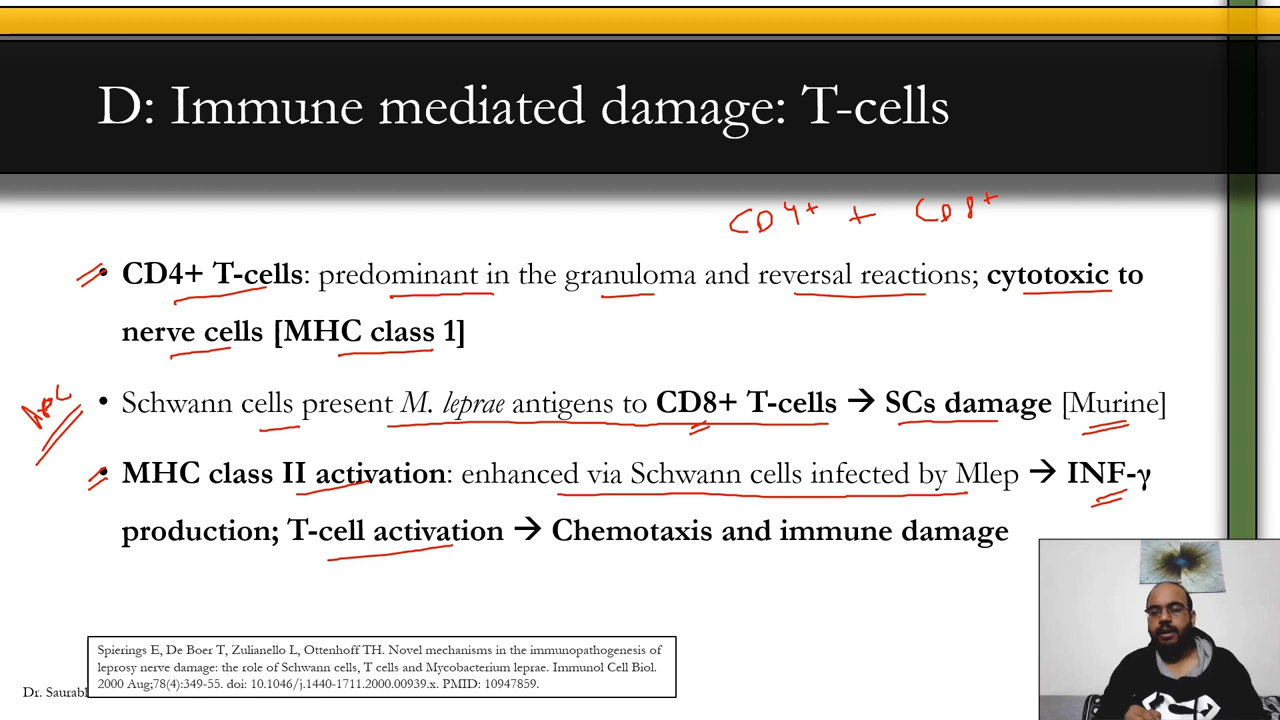 D: Immune mediated damage: T-cells
CD4+ + CD8+
• CD4+ T-cells: predominant in the granuloma and reversal reactions; cytotoxic to
nerve cells [MHC class 1]
APC
• Schwann cells present M. leprae antigens to CD8+ T-cells → SCs damage [Murine]
• MHC class II activation: enhanced via Schwann cells infected by Mlep → INF-γ
production; T-cell activation → Chemotaxis and immune damage
Spierings E, De Boer T, Zulianello L, Ottenhoff TH. Novel mechanisms in the immunopathogenesis of
leprosy nerve damage: the role of Schwann cells, T cells and Mycobacterium leprae. Immunol Cell Biol.
2000 Aug;78(4):349-55. doi: 10.1046/j.1440-1711.2000.00939.x. PMID: 10947859.
Dr.